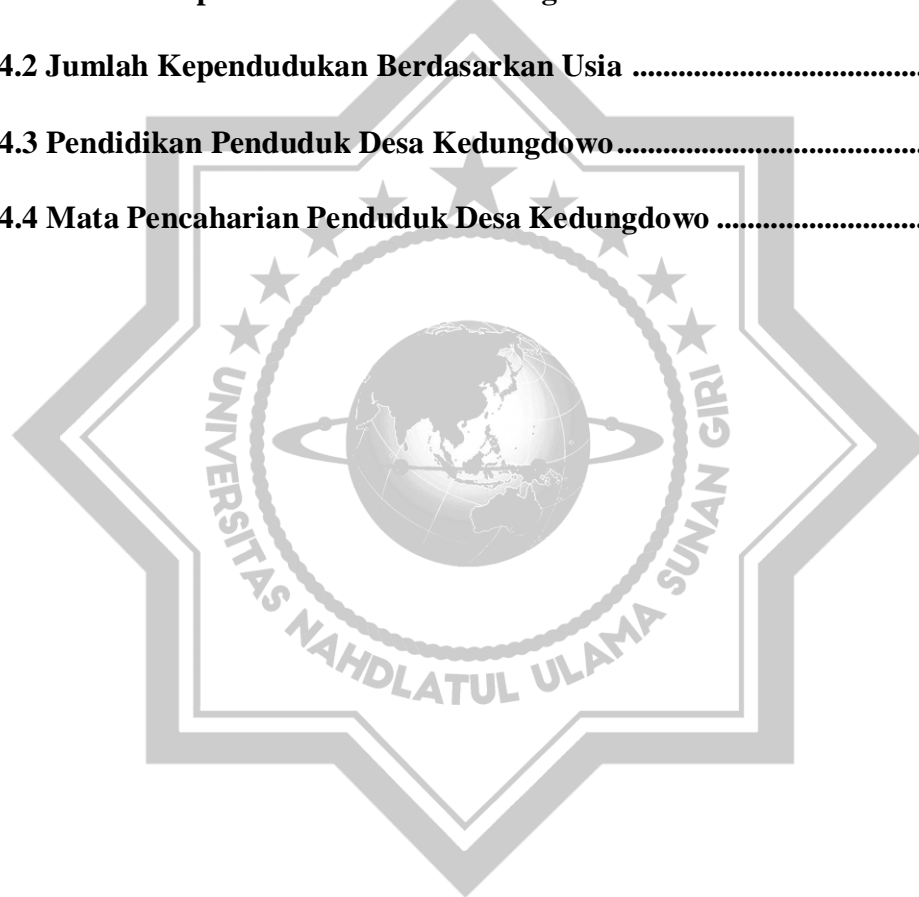 4.2 Jumlah Kependudukan Berdasarkan Usia ......................................
4.3 Pendidikan Penduduk Desa Kedungdowo ........................................
4.4 Mata Pencaharian Penduduk Desa Kedungdowo ...........................
UNIVERSITAS NAHDLATUL ULAMA SUNAN GIRI